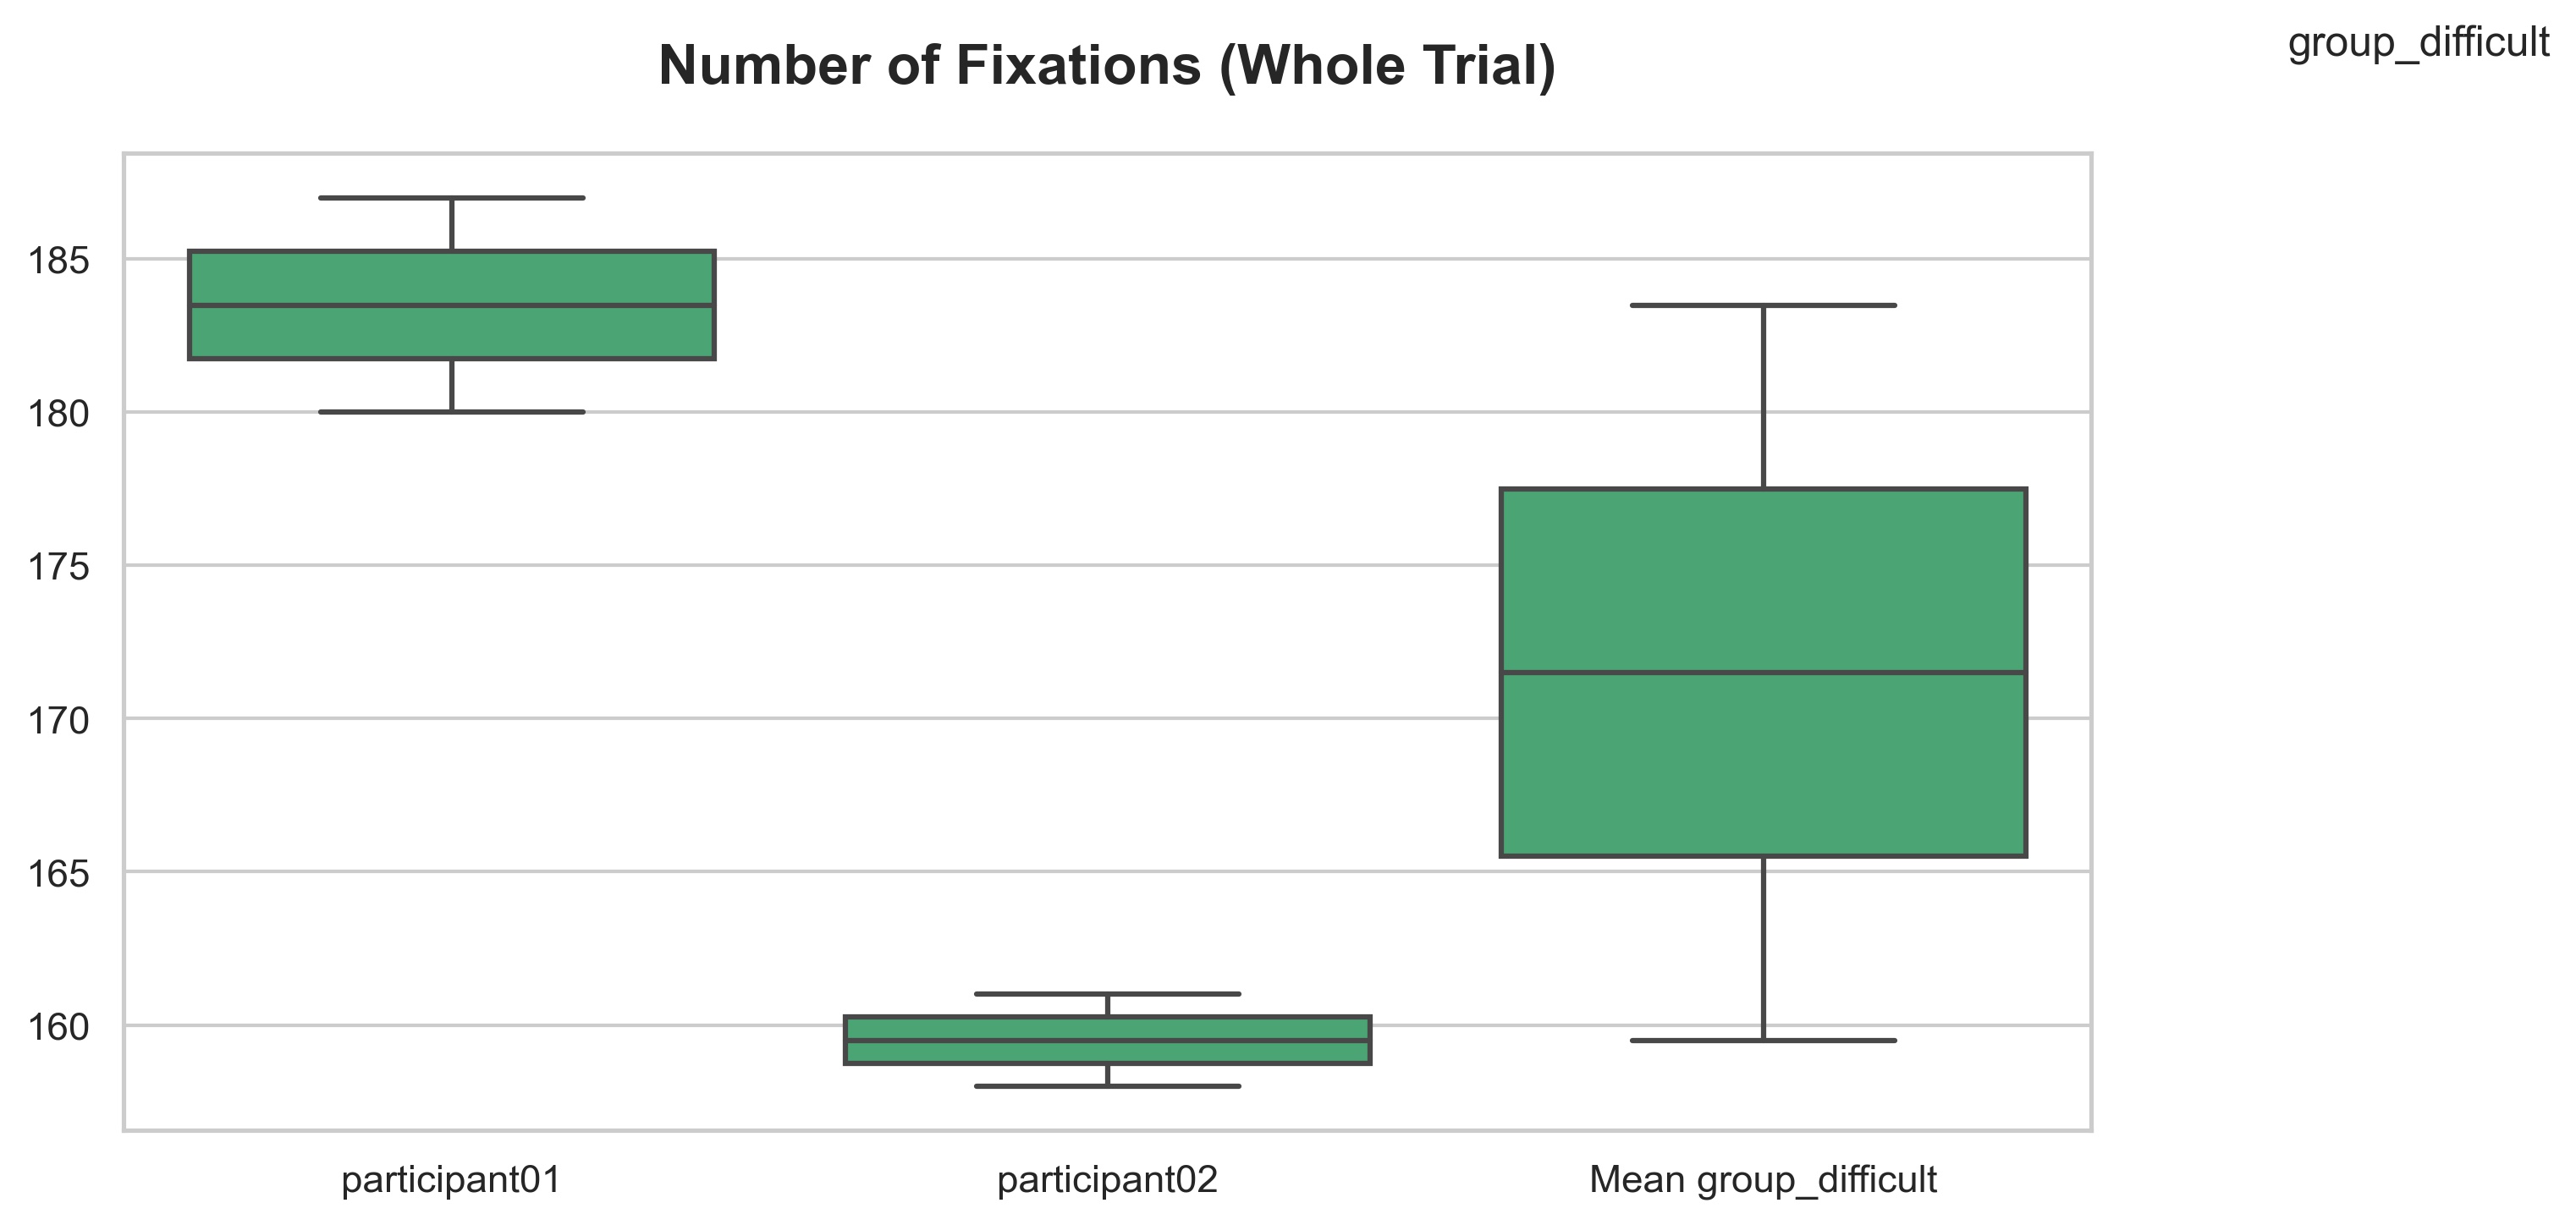 group_difficult
Number of Fixations (Whole Trial)
185
180
175
170
165
160
participant01
participant02
Mean group_difficult